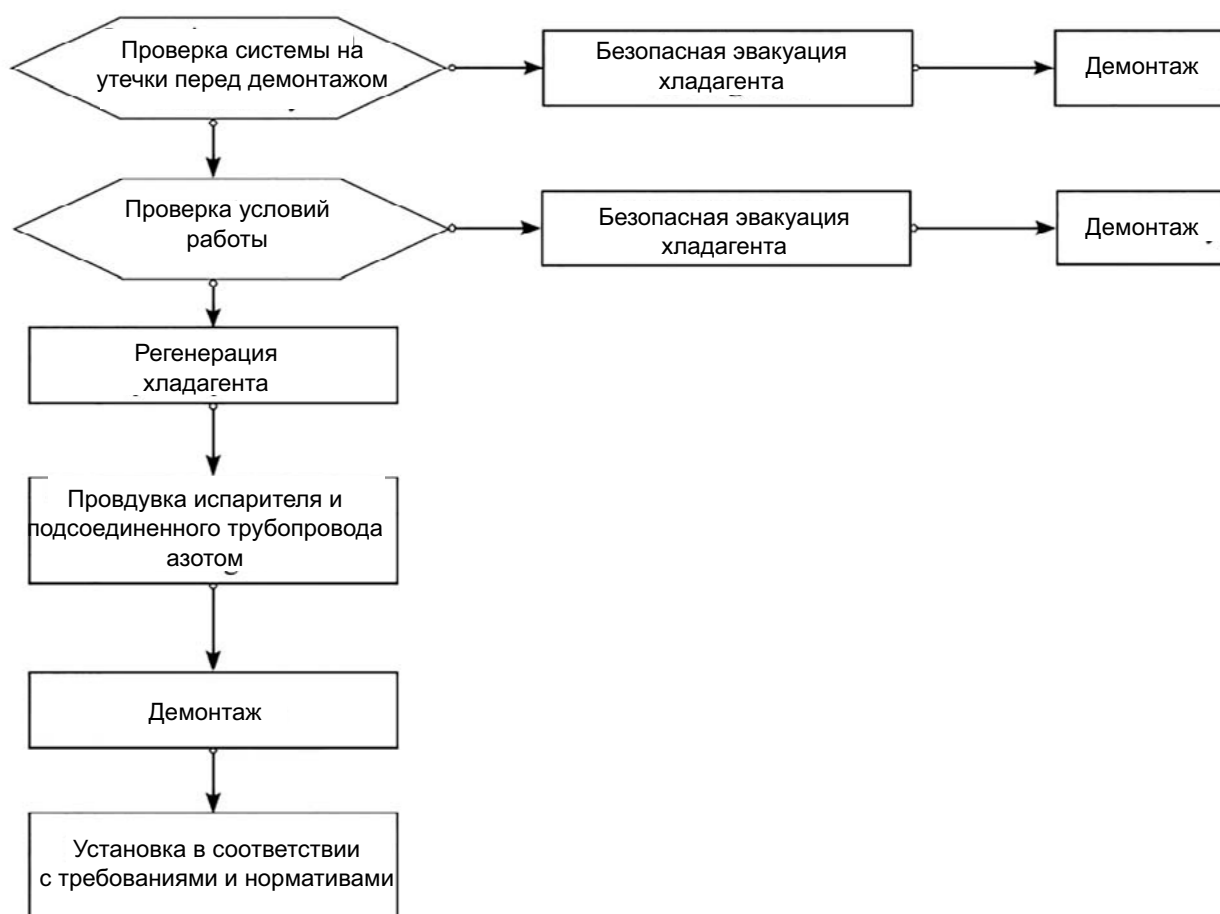 Проверка системы на
утечки перед демонтажом
Безопасная эвакуация
хладагента
Демонтаж
Проверка условий
работы
Безопасная эвакуация
хладагента
Демонтаж
Регенерация
хладагента
Провдувка испарителя и
подсоединенного трубопровода
азотом
Демонтаж
Установка в соответствии
с требованиями и нормативами